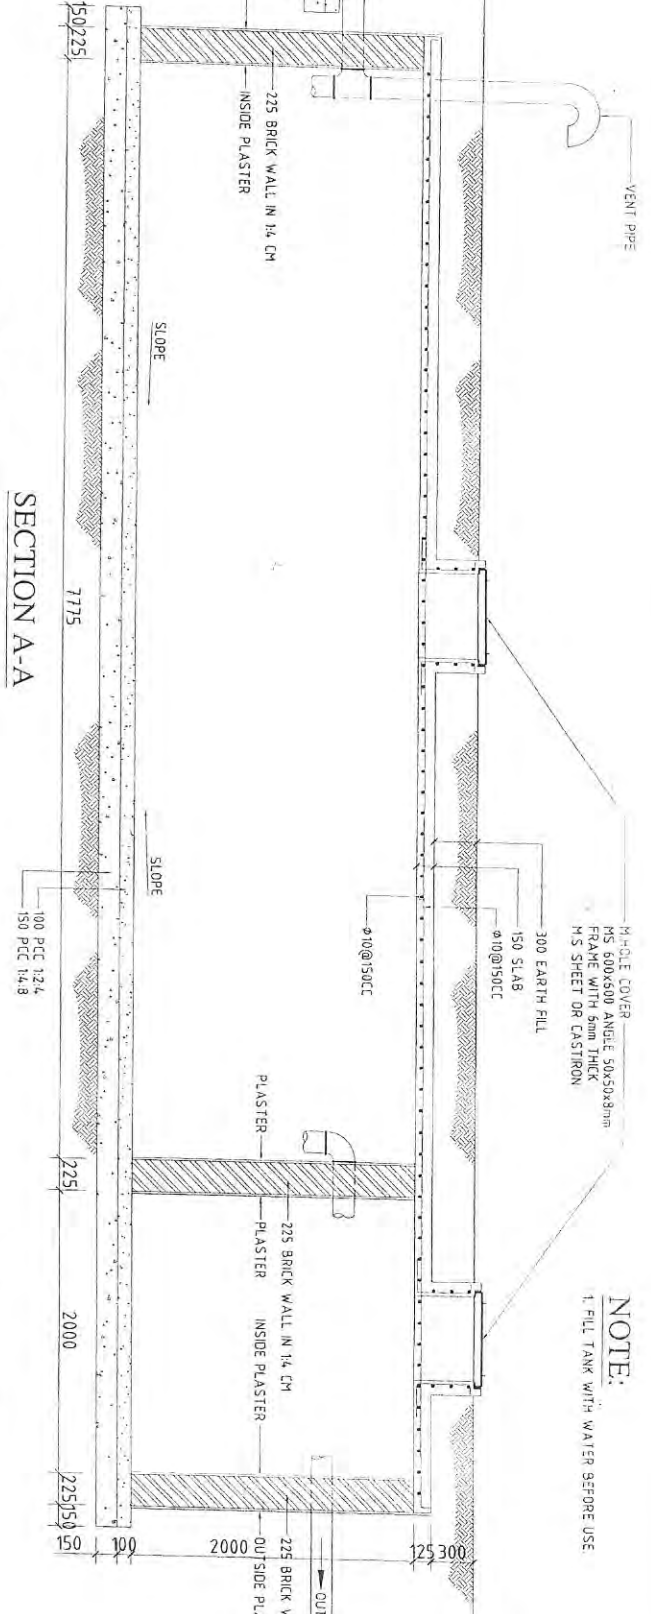 VENT PIPE
M.HOLE COVER
MS 600x600 ANGLE 50x50x8mm
FRAME WITH 6mm THICK
M.S SHEET OR CASTIRON
NOTE:
1. FILL TANK WITH WATER BEFORE USE.
300 EARTH FILL
150 SLAB
Φ10@150CC
Φ10@150CC
225 BRICK WALL IN 1:4 CM
INSIDE PLASTER
PLASTER
225 BRICK WALL IN 1:4 CM
PLASTER
INSIDE PLASTER
225 BRICK
OUTSIDE
SLOPE
SLOPE
100 PCC 1:2:4
150 PCC 1:4:8
150
225
7775
225
2000
225
150
150
100
2000
125
300
SECTION A-A